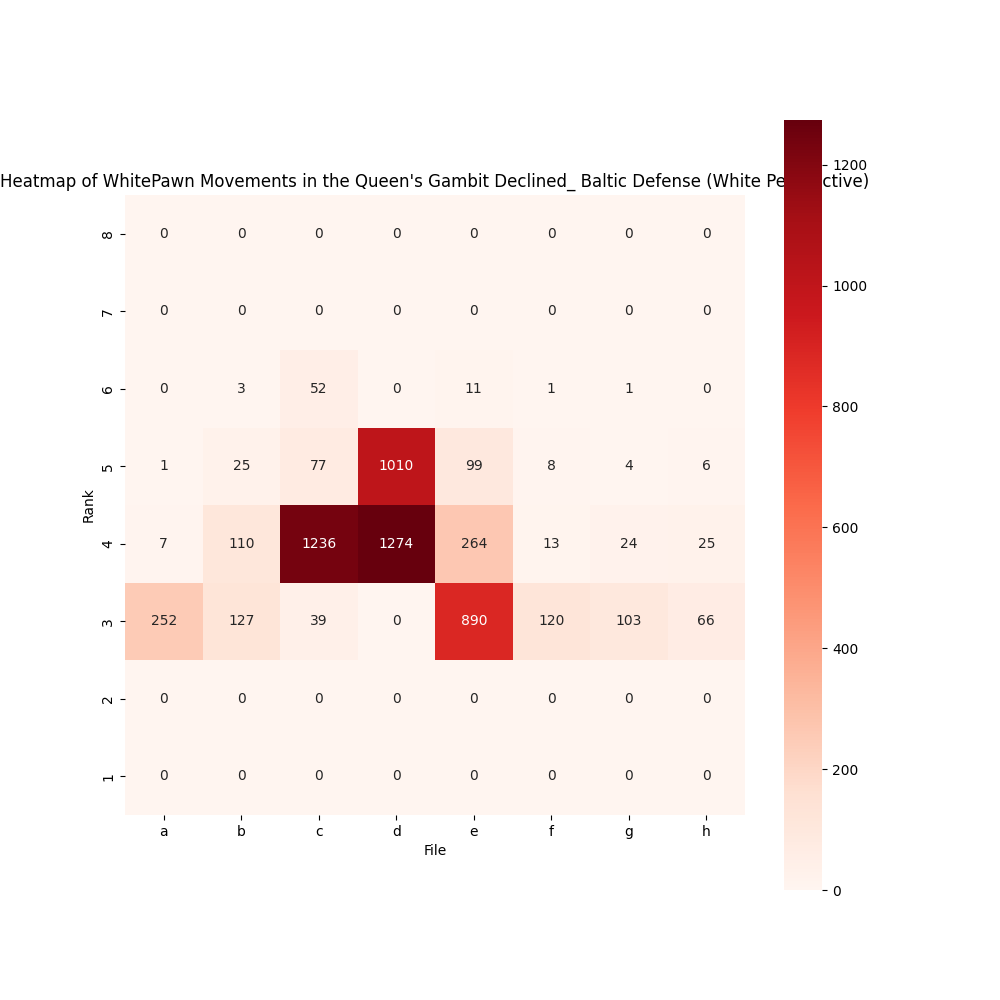 Heatmap of WhitePawn Movements in the Queen's Gambit Declined_ Baltic Defense (White Pe ctive)
1200
1000
800
600
400
200
0
Rank
8 0 0 0 0 0 0 0 0
7 0 0 0 0 0 0 0 0
6 0 3 52 0 11 1 1 0
5 1 25 77 1010 99 8 4 6
4 7 110 1236 1274 264 13 24 25
3 252 127 39 0 890 120 103 66
2 0 0 0 0 0 0 0 0
1 0 0 0 0 0 0 0 0
a b c d e f g h
File